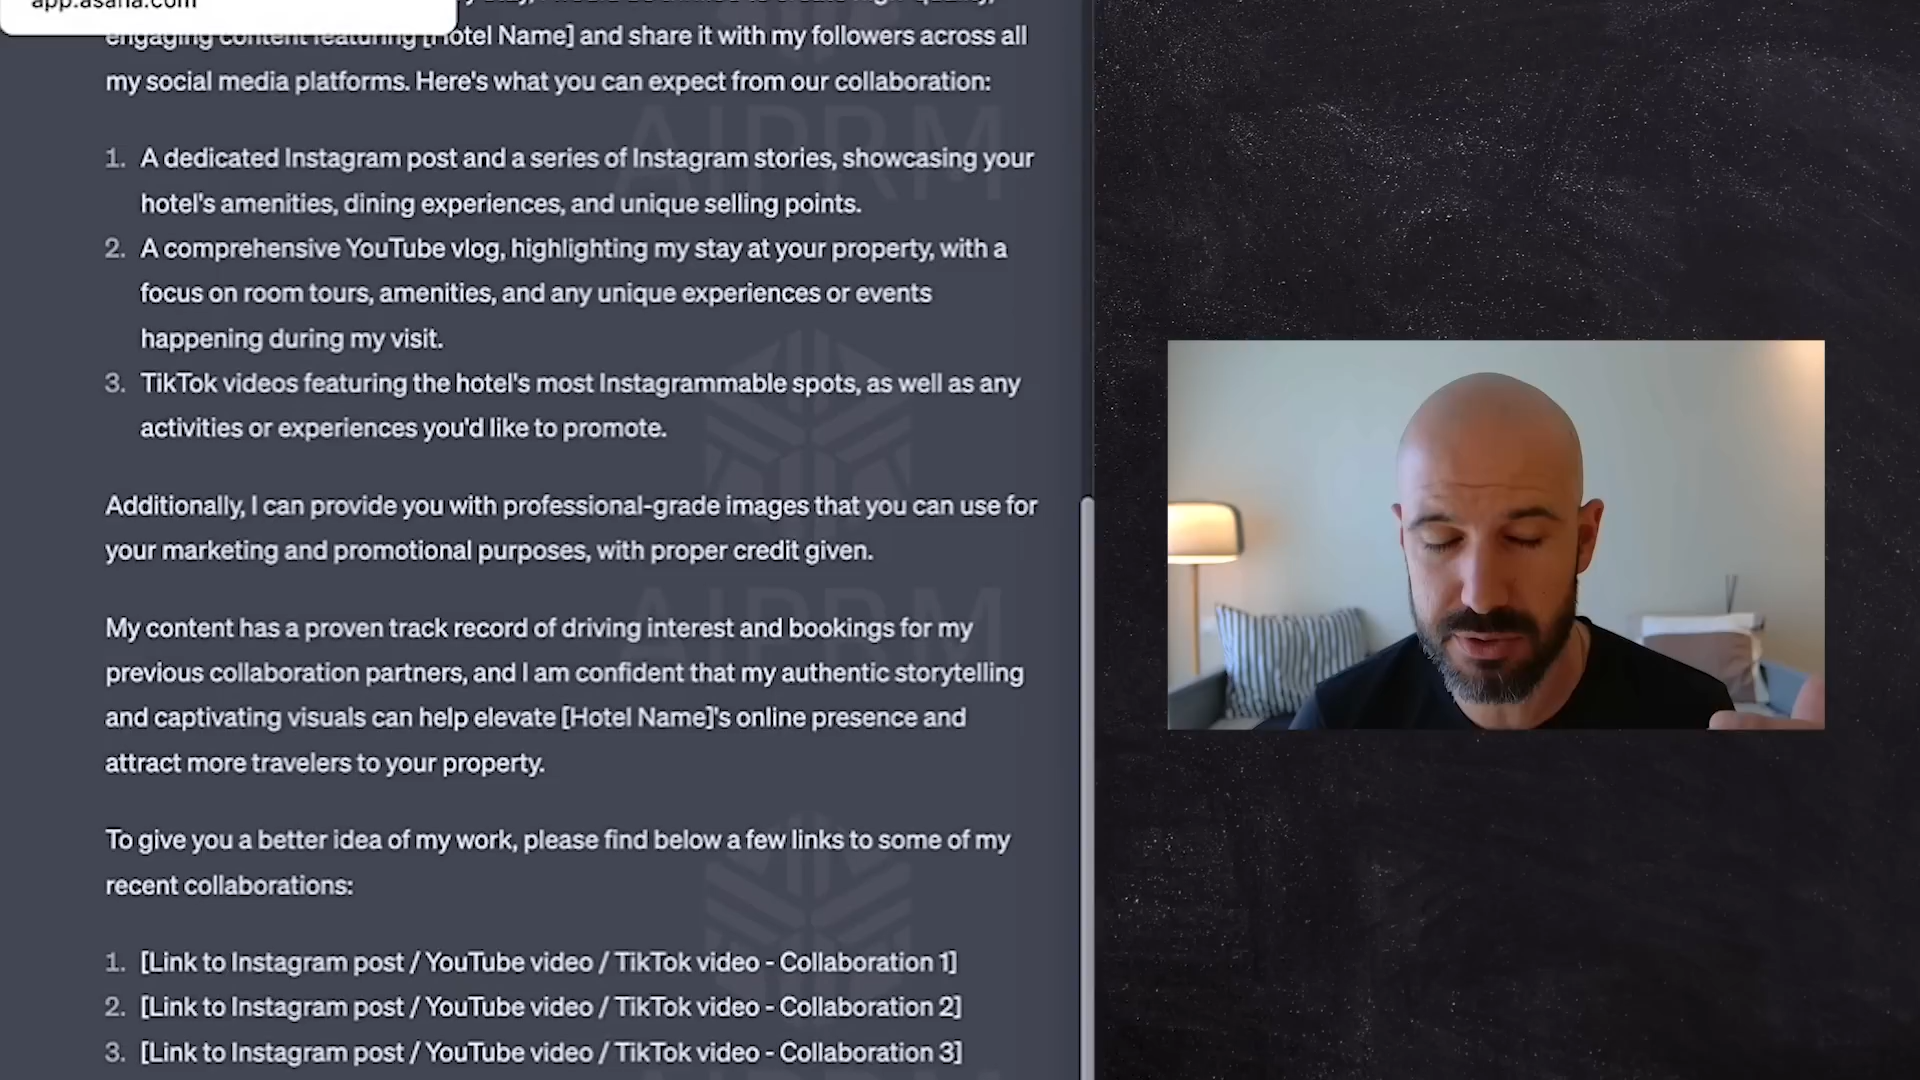 app.asana.com
engaging content featuring [Hotel Name] and share it with my followers across all
my social media platforms. Here's what you can expect from our collaboration:
1. A dedicated Instagram post and a series of Instagram stories, showcasing your
hotel's amenities, dining experiences, and unique selling points.
2. A comprehensive YouTube vlog, highlighting my stay at your property, with a
focus on room tours, amenities, and any unique experiences or events
happening during my visit.
3. TikTok videos featuring the hotel's most Instagrammable spots, as well as any
activities or experiences you'd like to promote.
Additionally, I can provide you with professional-grade images that you can use for
your marketing and promotional purposes, with proper credit given.
My content has a proven track record of driving interest and bookings for my
previous collaboration partners, and I am confident that my authentic storytelling
and captivating visuals can help elevate [Hotel Name]'s online presence and
attract more travelers to your property.
To give you a better idea of my work, please find below a few links to some of my
recent collaborations:
1. [Link to Instagram post / YouTube video / TikTok video - Collaboration 1]
2. [Link to Instagram post / YouTube video / TikTok video - Collaboration 2]
3. [Link to Instagram post / YouTube video / TikTok video - Collaboration 3]
AIPRM
AIPRM